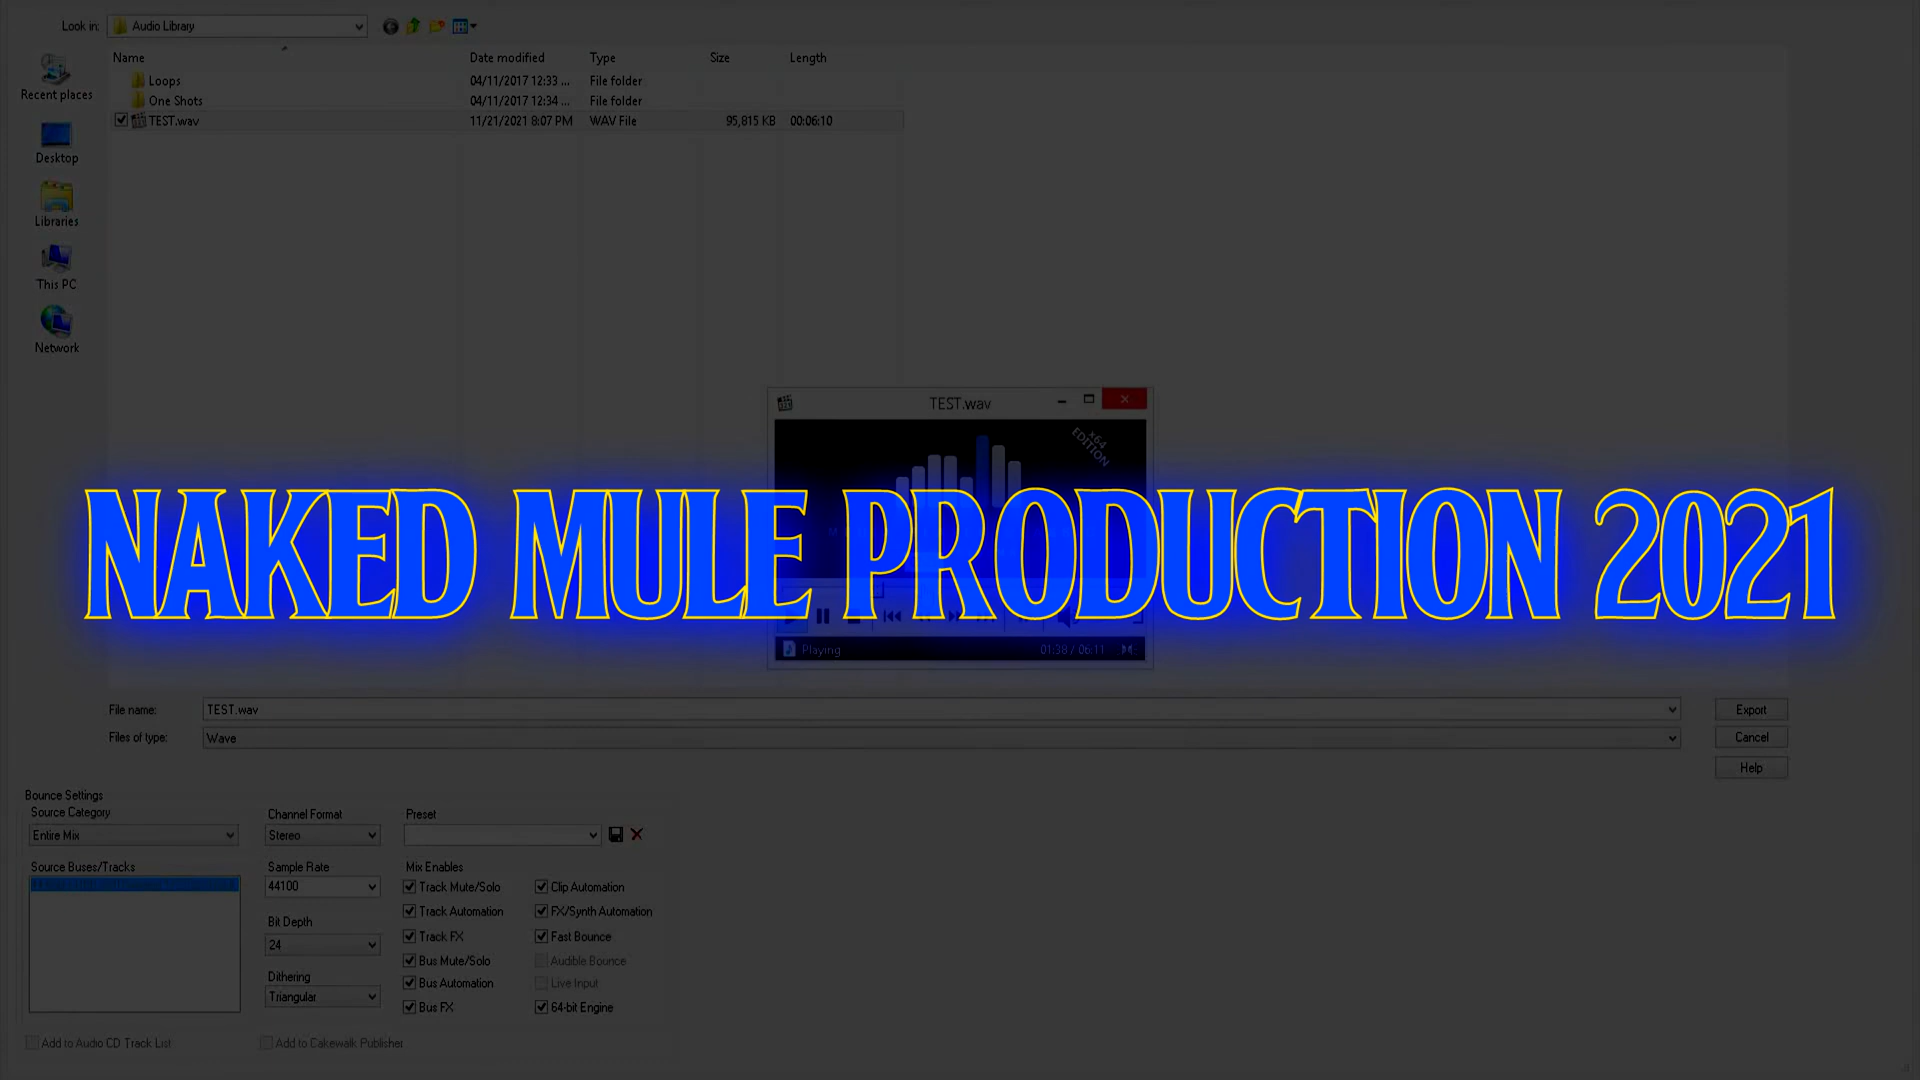 Look in: Audio Library
Name Date modified Type Size Length
Loops 04/11/2017 12:33 ... File folder
One Shots 04/11/2017 12:34 ... File folder
TEST.wav 11/21/2021 8:07 PM WAV File 95,815 KB 00:06:10
Recent places
Desktop
Libraries
This PC
Network
TEST.wav
x64
EDITION
NAKED MULE PRODUCTION 2021
Playing 01:38 / 06:11
File name: TEST.wav Export
Files of type: Wave Cancel
Help
Bounce Settings
Source Category Channel Format Preset
Entire Mix Stereo
Source Buses/Tracks Sample Rate Mix Enables
44100 Track Mute/Solo Clip Automation
Track Automation FX/Synth Automation
Bit Depth
24 Track FX Fast Bounce
Bus Mute/Solo Audible Bounce
Dithering Bus Automation Live Input
Triangular
Bus FX 64-bit Engine
Add to Audio CD Track List Add to Cakewalk Publisher